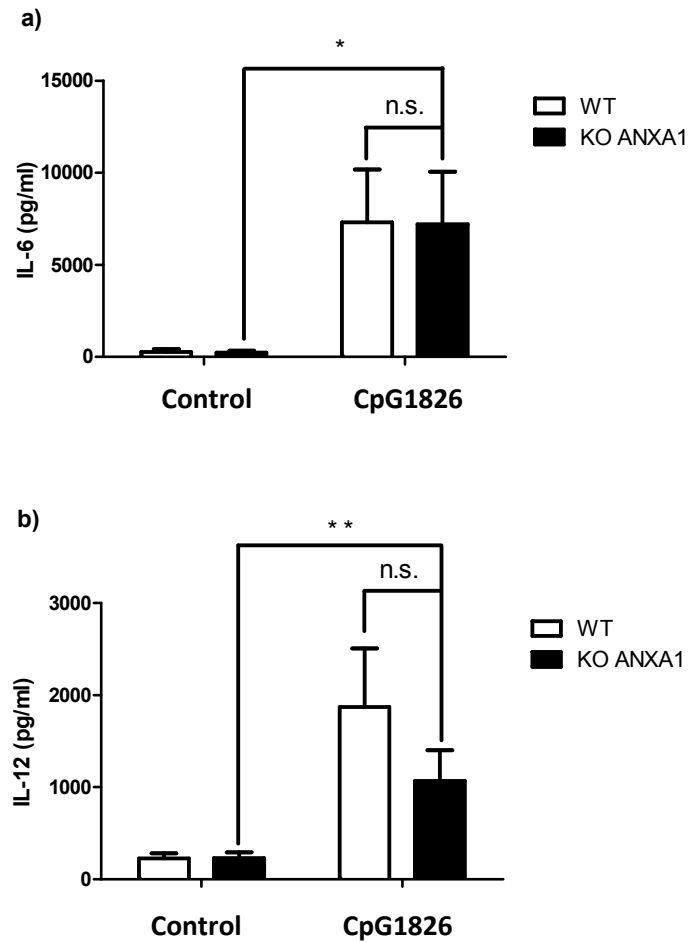 a)
*
15000
n.s.
WT
KO ANXA1
10000
5000
0
IL-6 (pg/ml)
Control CpG1826
b)
* *
n.s.
3000
WT
KO ANXA1
2000
1000
0
IL-12 (pg/ml)
Control CpG1826